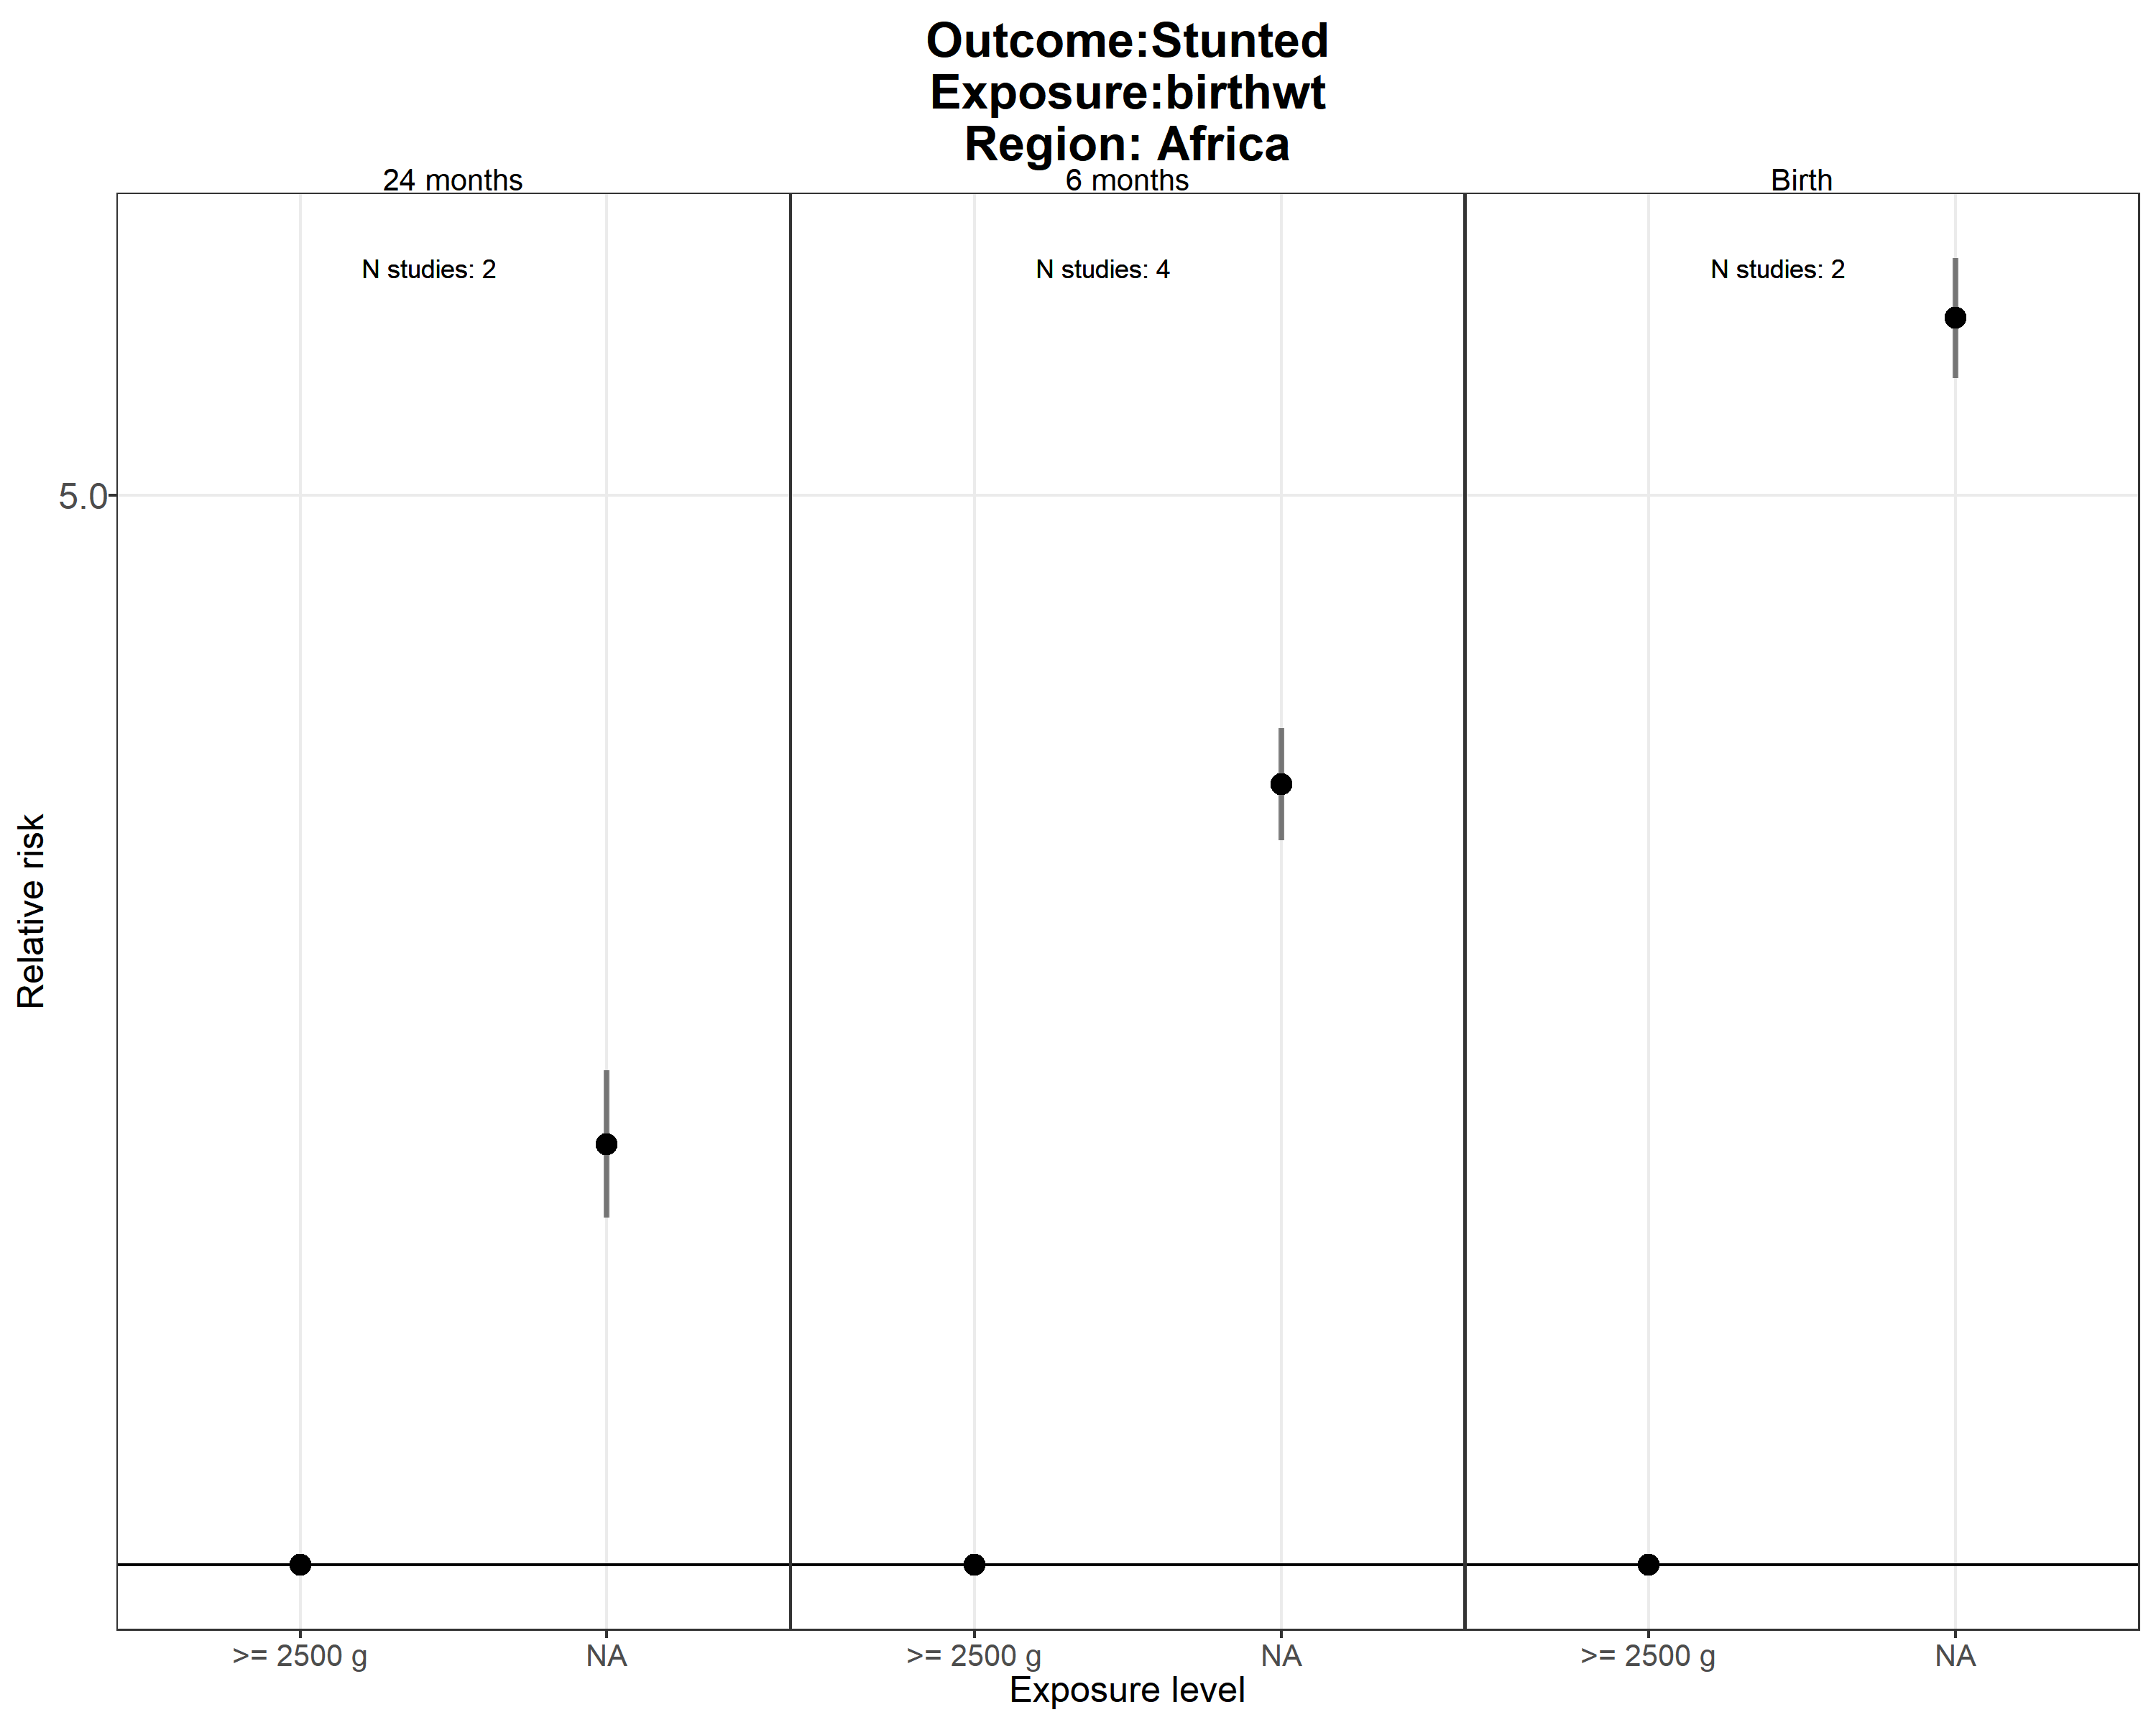 Outcome:Stunted
Exposure:birthwt
Region: Africa
24 months
6 months
Birth
N studies: 2
N studies: 4
N studies: 2
5.0
Relative risk
>= 2500 g
NA
>= 2500 g
NA
>= 2500 g
NA
Exposure level